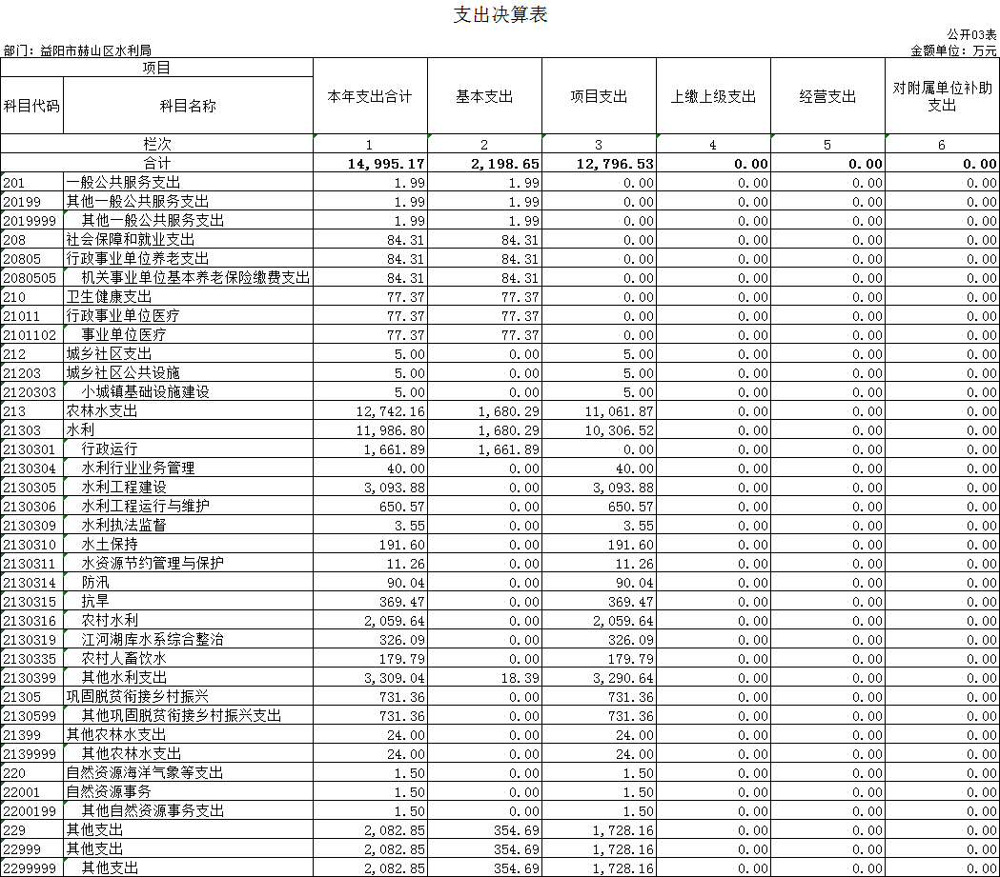 支出决算表
公开03表
部门：益阳市赫山区水利局 金额单位：万元
项目 本年支出合计 基本支出 项目支出 上缴上级支出 经营支出 对附属单位补助支出
科目代码 科目名称
栏次 1 2 3 4 5 6
合计 14,995.17 2,198.65 12,796.53 0.00 0.00 0.00
201 一般公共服务支出 1.99 1.99 0.00 0.00 0.00 0.00
20199 其他一般公共服务支出 1.99 1.99 0.00 0.00 0.00 0.00
2019999 其他一般公共服务支出 1.99 1.99 0.00 0.00 0.00 0.00
208 社会保障和就业支出 84.31 84.31 0.00 0.00 0.00 0.00
20805 行政事业单位养老支出 84.31 84.31 0.00 0.00 0.00 0.00
2080505 机关事业单位基本养老保险缴费支出 84.31 84.31 0.00 0.00 0.00 0.00
210 卫生健康支出 77.37 77.37 0.00 0.00 0.00 0.00
21011 行政事业单位医疗 77.37 77.37 0.00 0.00 0.00 0.00
2101102 事业单位医疗 77.37 77.37 0.00 0.00 0.00 0.00
212 城乡社区支出 5.00 0.00 5.00 0.00 0.00 0.00
21203 城乡社区公共设施 5.00 0.00 5.00 0.00 0.00 0.00
2120303 小城镇基础设施建设 5.00 0.00 5.00 0.00 0.00 0.00
213 农林水支出 12,742.16 1,680.29 11,061.87 0.00 0.00 0.00
21303 水利 11,986.80 1,680.29 10,306.52 0.00 0.00 0.00
2130301 行政运行 1,661.89 1,661.89 0.00 0.00 0.00 0.00
2130304 水利行业业务管理 40.00 0.00 40.00 0.00 0.00 0.00
2130305 水利工程建设 3,093.88 0.00 3,093.88 0.00 0.00 0.00
2130306 水利工程运行与维护 650.57 0.00 650.57 0.00 0.00 0.00
2130309 水利执法监督 3.55 0.00 3.55 0.00 0.00 0.00
2130310 水土保持 191.60 0.00 191.60 0.00 0.00 0.00
2130311 水资源节约管理与保护 11.26 0.00 11.26 0.00 0.00 0.00
2130314 防汛 90.04 0.00 90.04 0.00 0.00 0.00
2130315 抗旱 369.47 0.00 369.47 0.00 0.00 0.00
2130316 农村水利 2,059.64 0.00 2,059.64 0.00 0.00 0.00
2130319 江河湖库水系综合整治 326.09 0.00 326.09 0.00 0.00 0.00
2130335 农村人畜饮水 179.79 0.00 179.79 0.00 0.00 0.00
2130399 其他水利支出 3,309.04 18.39 3,290.64 0.00 0.00 0.00
21305 巩固脱贫衔接乡村振兴 731.36 0.00 731.36 0.00 0.00 0.00
2130599 其他巩固脱贫衔接乡村振兴支出 731.36 0.00 731.36 0.00 0.00 0.00
21399 其他农林水支出 24.00 0.00 24.00 0.00 0.00 0.00
2139999 其他农林水支出 24.00 0.00 24.00 0.00 0.00 0.00
220 自然资源海洋气象等支出 1.50 0.00 1.50 0.00 0.00 0.00
22001 自然资源事务 1.50 0.00 1.50 0.00 0.00 0.00
2200199 其他自然资源事务支出 1.50 0.00 1.50 0.00 0.00 0.00
229 其他支出 2,082.85 354.69 1,728.16 0.00 0.00 0.00
22999 其他支出 2,082.85 354.69 1,728.16 0.00 0.00 0.00
2299999 其他支出 2,082.85 354.69 1,728.16 0.00 0.00 0.00